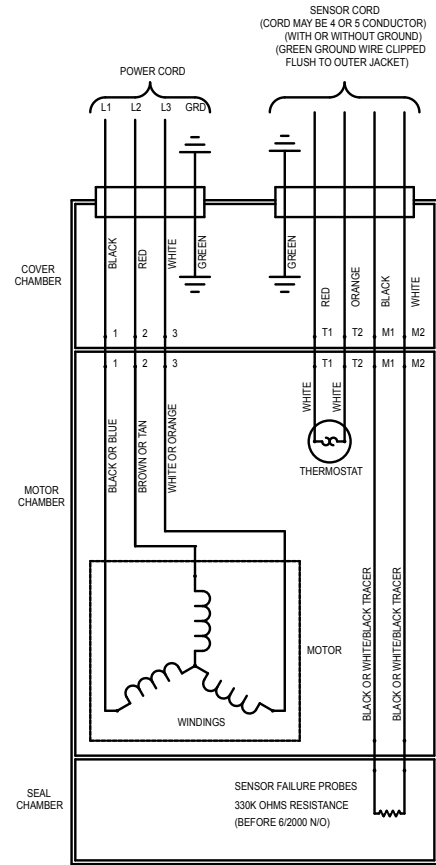 SENSOR CORD
(CORD MAY BE 4 OR 5 CONDUCTOR)
(WITH OR WITHOUT GROUND)
(GREEN GROUND WIRE CLIPPED
FLUSH TO OUTER JACKET)
POWER CORD
L1 L2 L3 GRD
BLACK
RED
WHITE
GREEN
GREEN
RED
ORANGE
BLACK
WHITE
COVER
CHAMBER
1 2 3 T1 T2 M1 M2
1 2 3 T1 T2 M1 M2
BLACK OR BLUE
BROWN OR TAN
WHITE OR ORANGE
WHITE
WHITE
THERMOSTAT
MOTOR
CHAMBER
BLACK OR WHITE/BLACK TRACER
BLACK OR WHITE/BLACK TRACER
MOTOR
WINDINGS
SEAL
CHAMBER
SENSOR FAILURE PROBES
330K OHMS RESISTANCE
(BEFORE 6/2000 N/O)